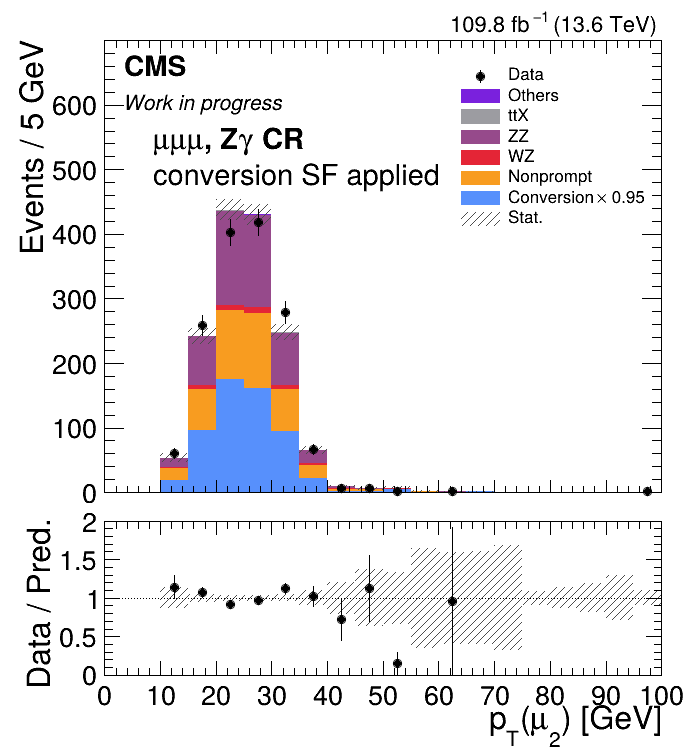 109.8 fb⁻¹ (13.6 TeV)
CMS
Work in progress
μμμ, Zγ CR
conversion SF applied
Data
Others
ttX
ZZ
WZ
Nonprompt
Conversion × 0.95
Stat.
Events / 5 GeV
600
500
400
300
200
100
0
Data / Pred.
2
1.5
1
0.5
0
0 10 20 30 40 50 60 70 80 90 100
p_T(μ₂) [GeV]